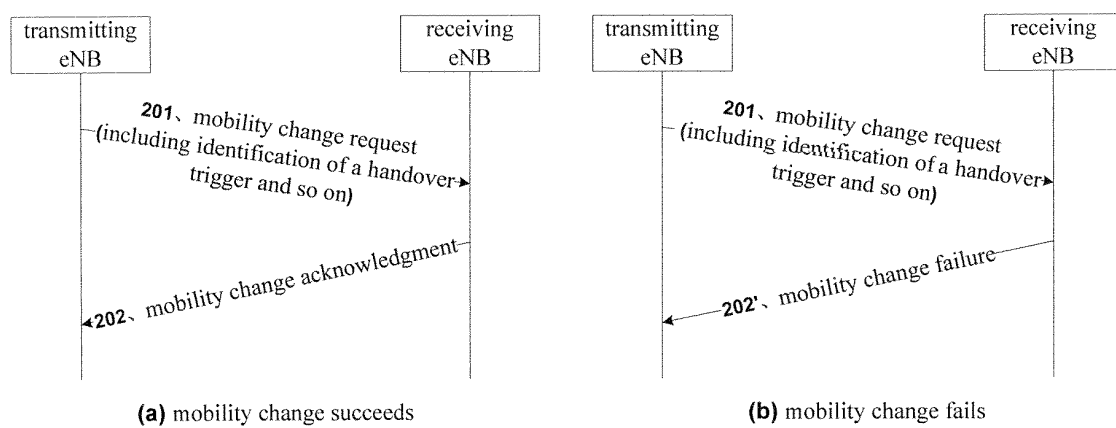 transmitting
eNB
receiving
eNB
201、mobility change request
(including identification of a handover
trigger and so on)
202、mobility change acknowledgment
(a) mobility change succeeds
transmitting
eNB
receiving
eNB
201、mobility change request
(including identification of a handover
trigger and so on)
202'、mobility change failure
(b) mobility change fails